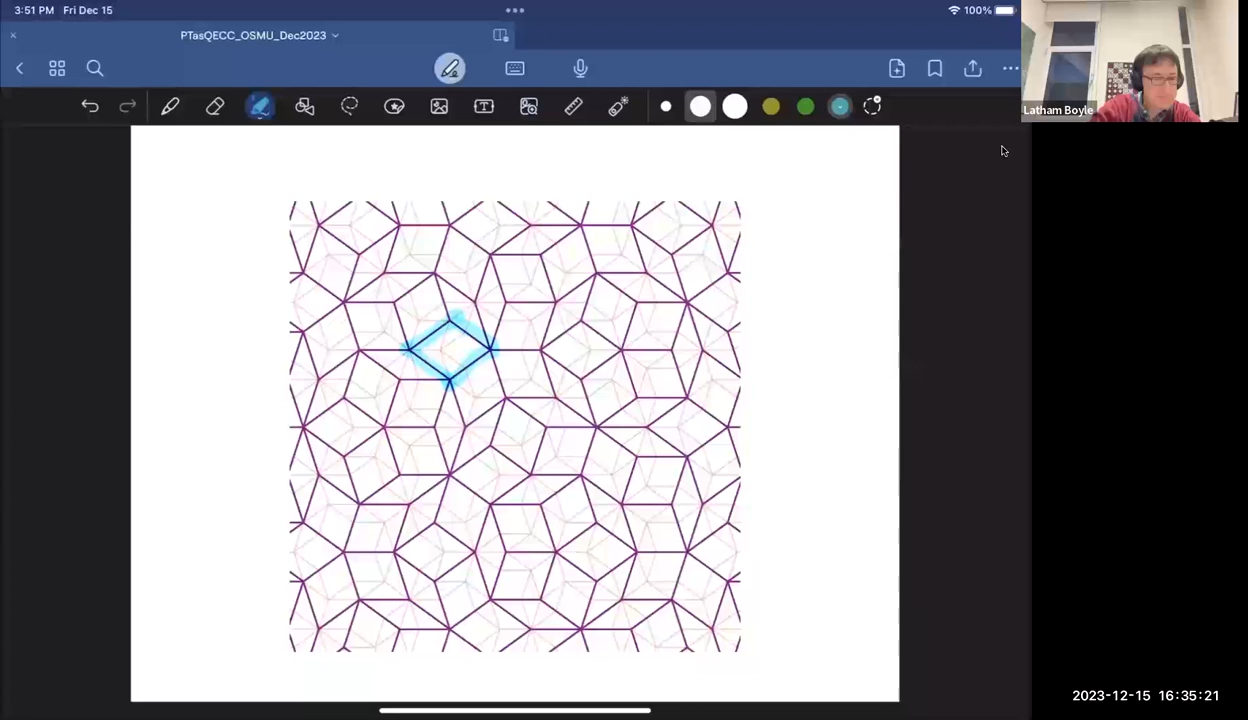 3:51 PM Fri Dec 15
100%
PTasQECC_OSMU_Dec2023
Latham Boyle
2023-12-15 16:35:21